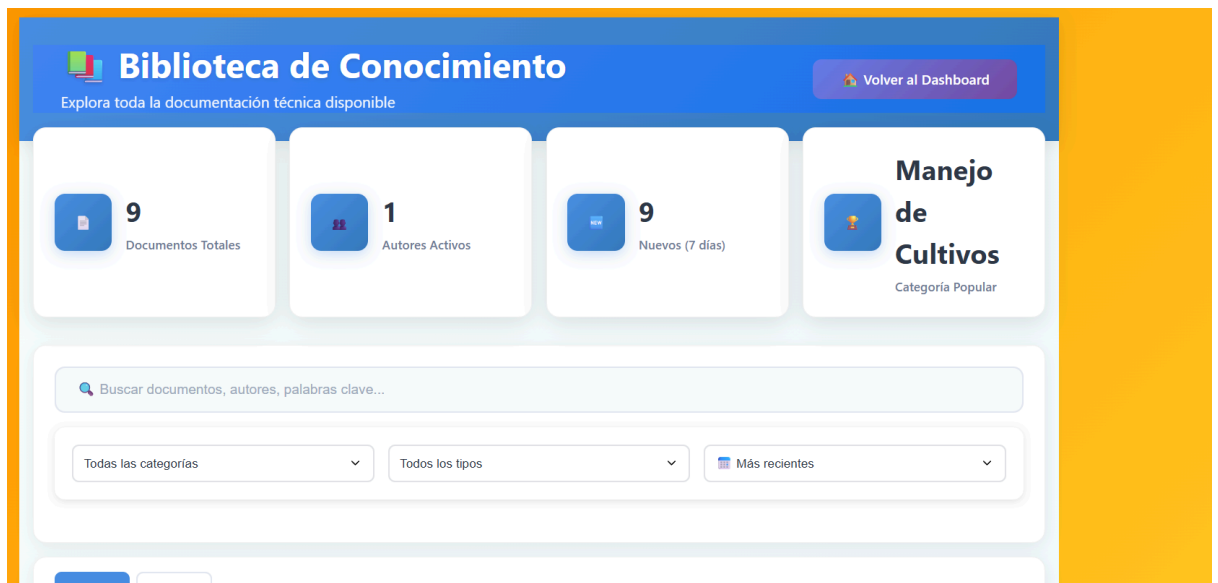 Biblioteca de Conocimiento
Explora toda la documentación técnica disponible
Volver al Dashboard
9
Documentos Totales
1
Autores Activos
NEW
9
Nuevos (7 días)
Manejo
de
Cultivos
Categoría Popular
Buscar documentos, autores, palabras clave...
Todas las categorías
Todos los tipos
Más recientes